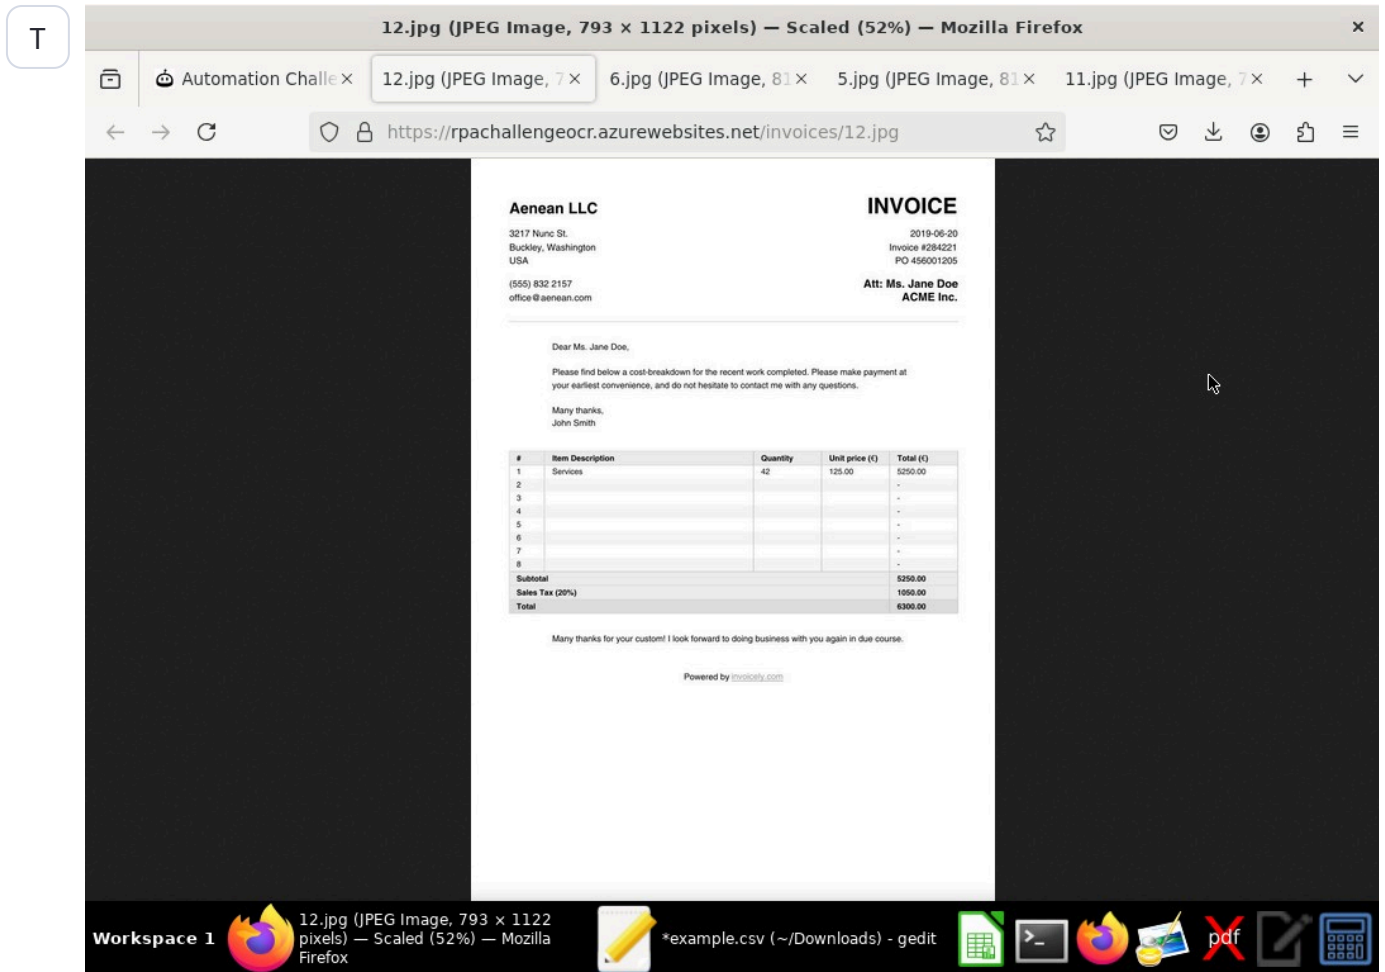 T
12.jpg (JPEG Image, 793 × 1122 pixels) — Scaled (52%) — Mozilla Firefox
Automation Challe
12.jpg (JPEG Image, 7
6.jpg (JPEG Image, 81
5.jpg (JPEG Image, 81
11.jpg (JPEG Image, 7
https://rpachallengeocr.azurewebsites.net/invoices/12.jpg
Aenean LLC
INVOICE
3217 Nunc St.
2019-06-20
Buckley, Washington
Invoice #284221
USA
PO 456001205
(555) 832 2157
Att: Ms. Jane Doe
office@aenean.com
ACME Inc.
Dear Ms. Jane Doe,
Please find below a cost-breakdown for the recent work completed. Please make payment at
your earliest convenience, and do not hesitate to contact me with any questions.
Many thanks,
John Smith
# Item Description Quantity Unit price (€) Total (€)
1 Services 42 125.00 5250.00
2 -
3 -
4 -
5 -
6 -
7 -
8 -
Subtotal 5250.00
Sales Tax (20%) 1050.00
Total 6300.00
Many thanks for your custom! I look forward to doing business with you again in due course.
Powered by invoicely.com
Workspace 1
12.jpg (JPEG Image, 793 × 1122
pixels) — Scaled (52%) — Mozilla
Firefox
*example.csv (~/Downloads) - gedit
pdf